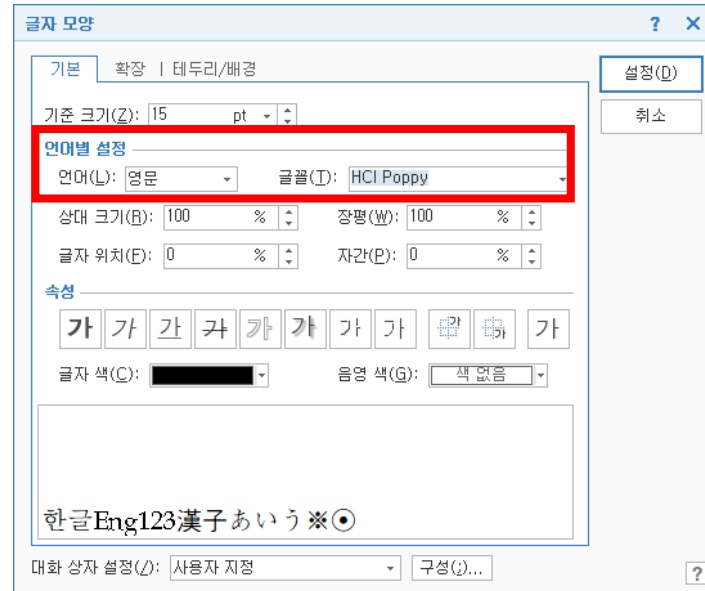 글자 모양 ? ×
기본 확장 | 테두리/배경
설정(D)
취소
기준 크기(Z): 15 pt
언어별 설정
언어(L): 영문 글꼴(T): HCI Poppy
상대 크기(R): 100 % 장평(W): 100 %
글자 위치(F): 0 % 자간(P): 0 %
속성
가 가 가 가 가 가 가 가 가 가 가
글자 색(C): 음영 색(G): 색 없음
한글Eng123漢子あいう※⊙
대화 상자 설정(/): 사용자 지정 구성(;)... ?